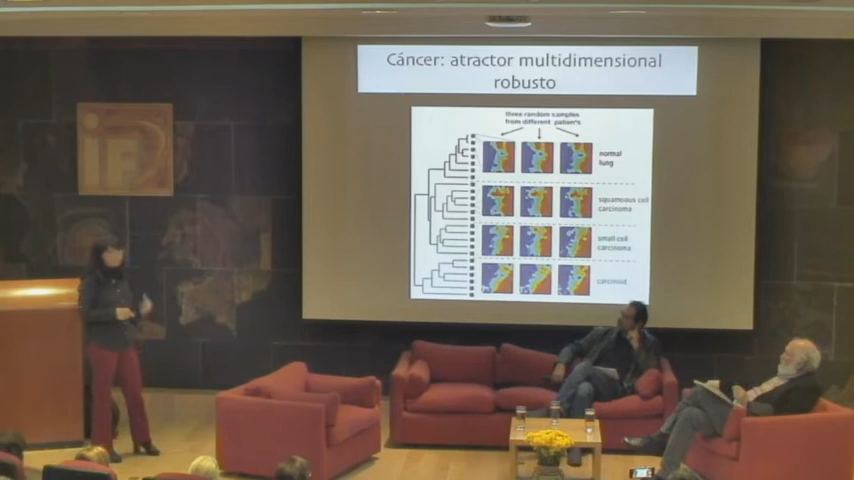 Cáncer: atractor multidimensional
robusto
three random samples
from different patients
normal
lung
squamous cell
carcinoma
small cell
carcinoma
carcinoid
iF